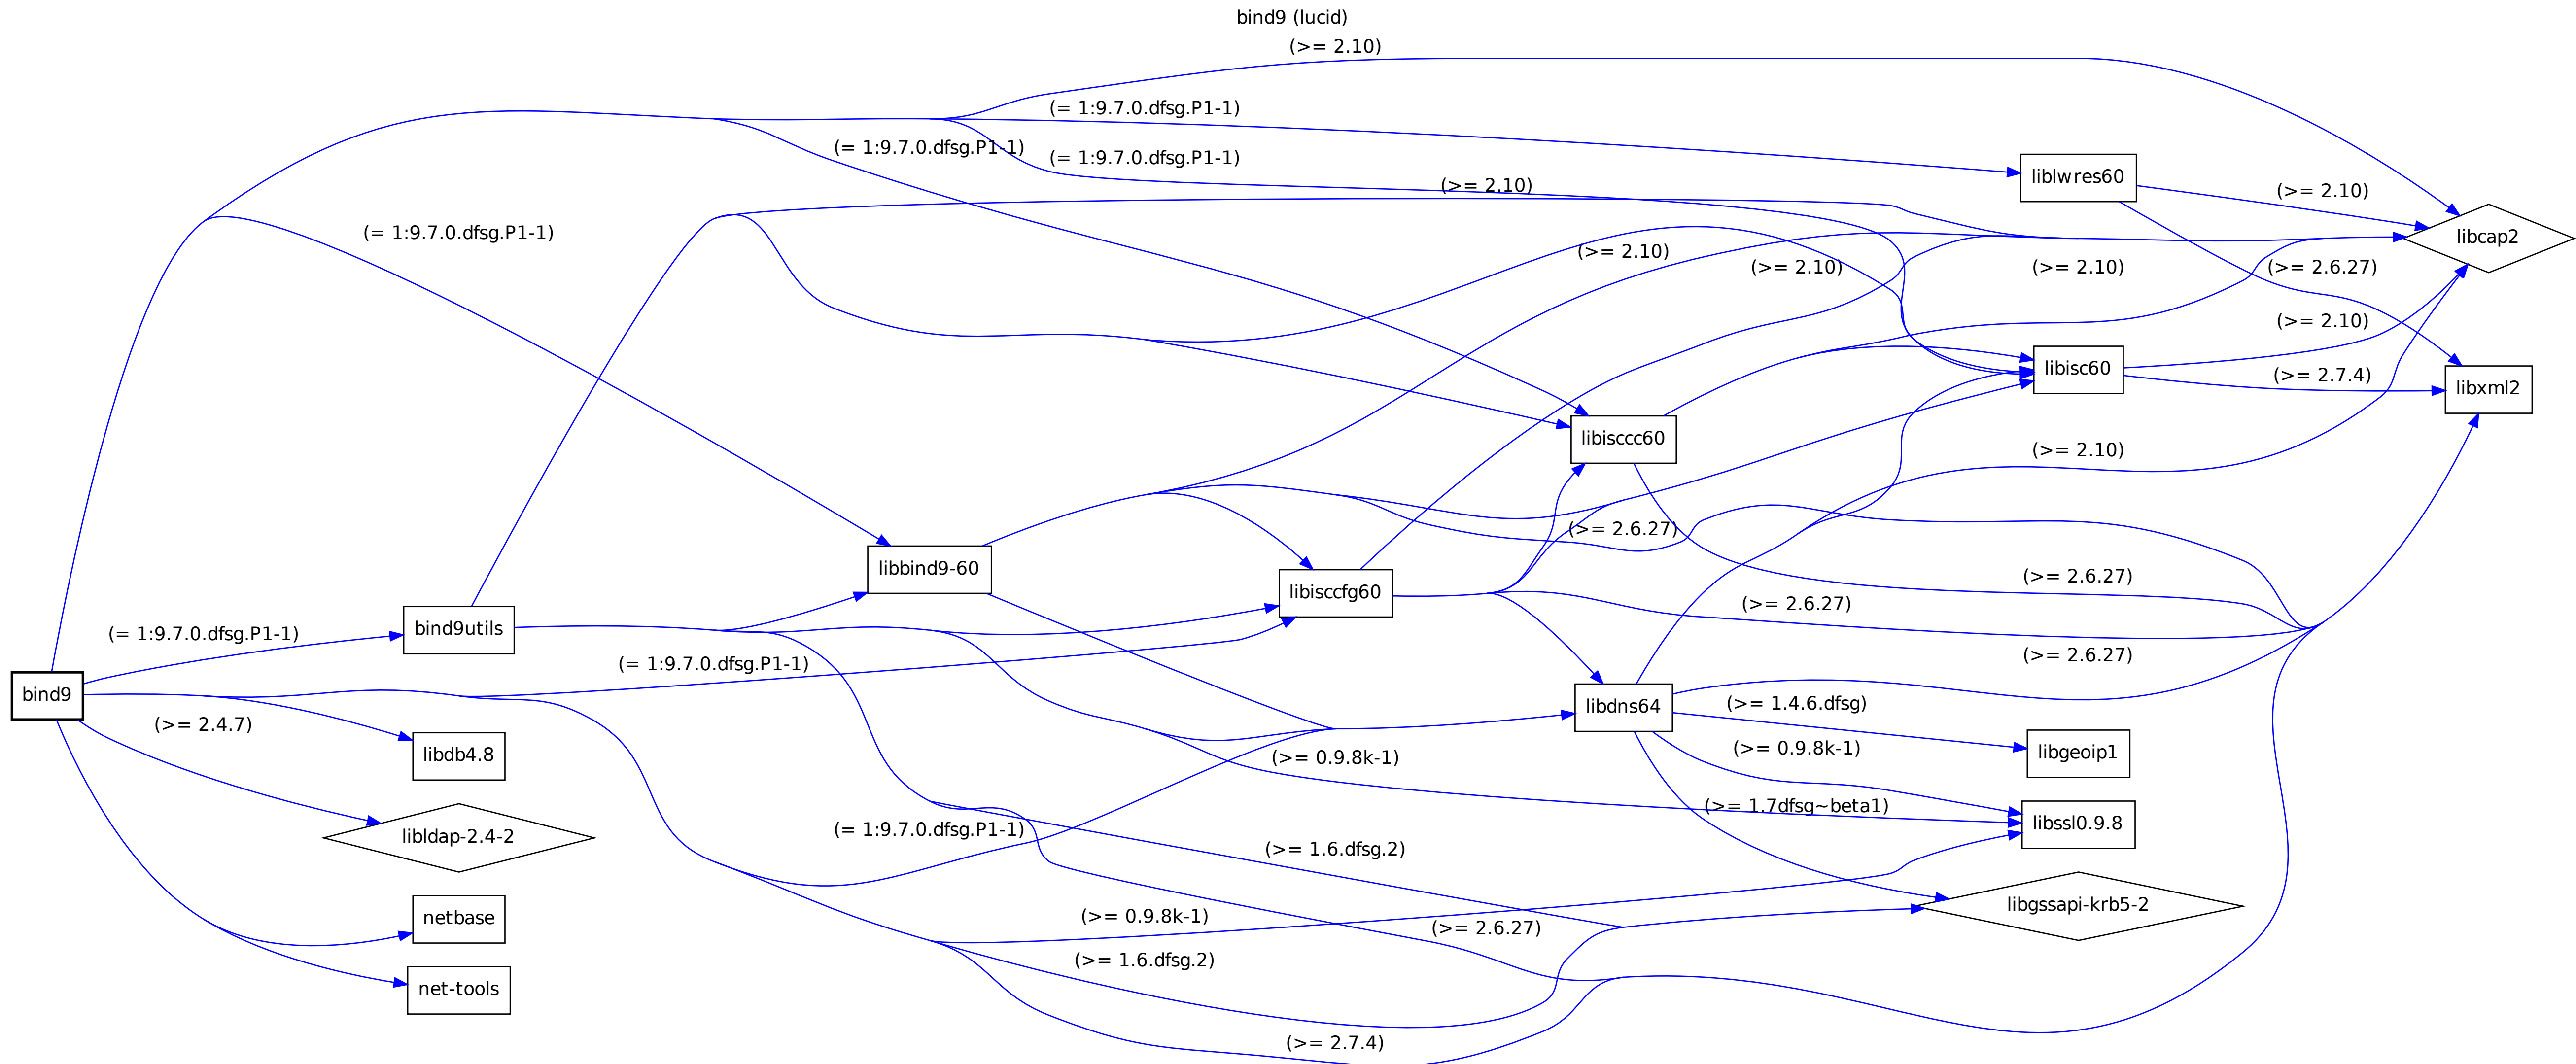 bind9 (lucid)
(>= 2.10)
(= 1:9.7.0.dfsg.P1-1)
(= 1:9.7.0.dfsg.P1-1)
(= 1:9.7.0.dfsg.P1-1)
liblwres60
(>= 2.10)
(>= 2.10)
(= 1:9.7.0.dfsg.P1-1)
libcap2
(>= 2.10)
(>= 2.10)
(>= 2.10)
(>= 2.6.27)
(>= 2.10)
libisc60
(>= 2.7.4)
libxml2
libisccc60
(>= 2.10)
(>= 2.6.27)
libbind9-60
(>= 2.6.27)
libisccfg60
(>= 2.6.27)
bind9utils
(= 1:9.7.0.dfsg.P1-1)
(>= 2.6.27)
(= 1:9.7.0.dfsg.P1-1)
bind9
libdns64
(>= 1.4.6.dfsg)
(>= 2.4.7)
libdb4.8
(>= 0.9.8k-1)
(>= 0.9.8k-1)
libgeoip1
(>= 1.7dfsg~beta1)
libssl0.9.8
(= 1:9.7.0.dfsg.P1-1)
libldap-2.4-2
(>= 1.6.dfsg.2)
libgssapi-krb5-2
netbase
(>= 0.9.8k-1)
(>= 2.6.27)
(>= 1.6.dfsg.2)
net-tools
(>= 2.7.4)